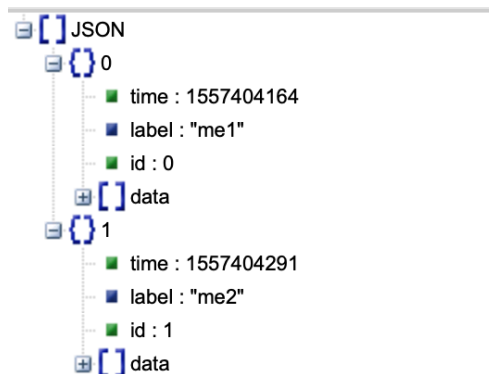 JSON
0
time : 1557404164
label : "me1"
id : 0
data
1
time : 1557404291
label : "me2"
id : 1
data